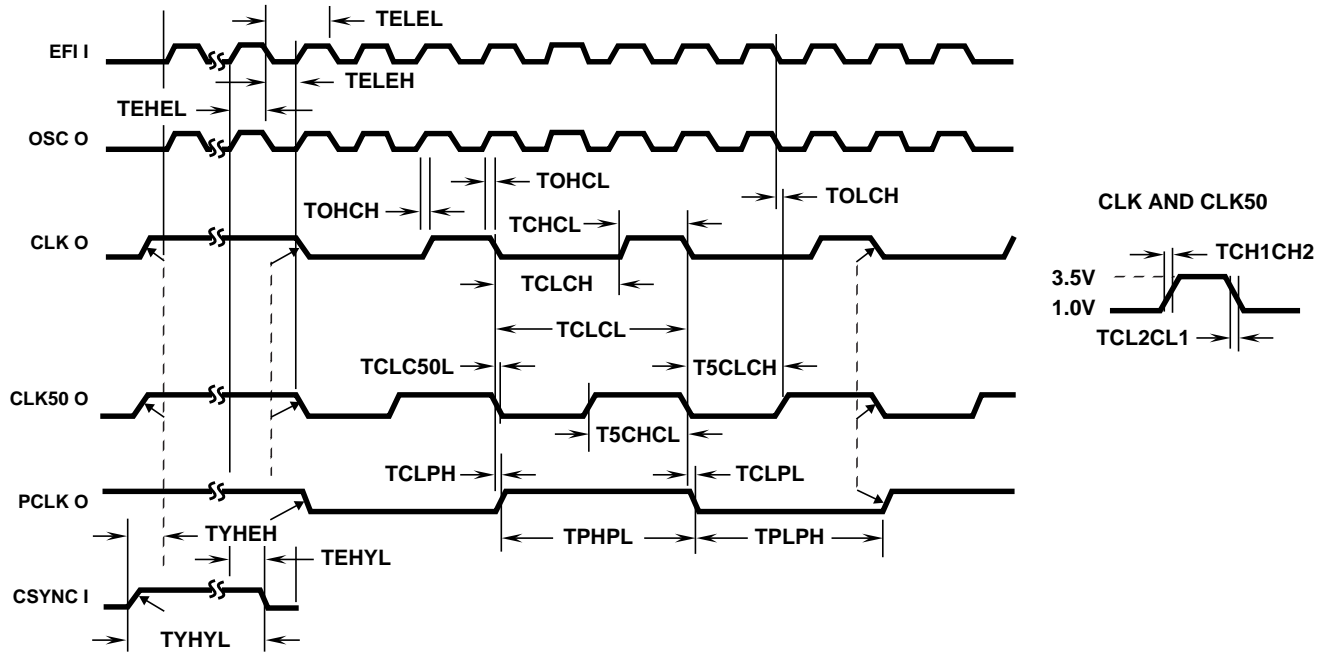 TELEL
EFI I
TELEH
TEHEL
OSC O
TOHCL
TOLCH
TOHCH
TCHCL
CLK O
TCLCH
TCLCL
TCLC50L
T5CLCH
CLK50 O
T5CHCL
TCLPH
TCLPL
PCLK O
TYHEH
TPHPL
TPLPH
TEHYL
CSYNC I
TYHYL
CLK AND CLK50
TCH1CH2
3.5V
1.0V
TCL2CL1